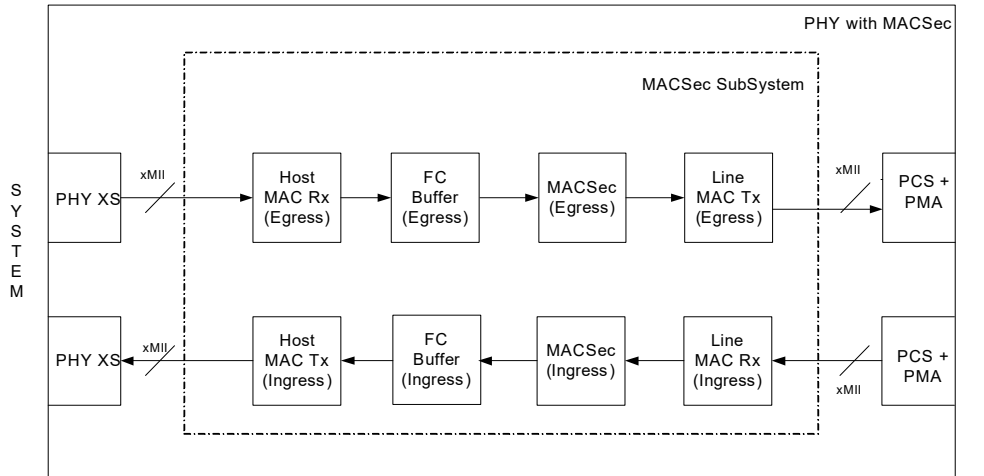 PHY with MACSec
MACSec SubSystem
S
Y
S
T
E
M
PHY XS
xMII
Host
MAC Rx
(Egress)
FC
Buffer
(Egress)
MACSec
(Egress)
Line
MAC Tx
(Egress)
xMII
PCS +
PMA
PHY XS
xMII
Host
MAC Tx
(Ingress)
FC
Buffer
(Ingress)
MACSec
(Ingress)
Line
MAC Rx
(Ingress)
xMII
PCS +
PMA